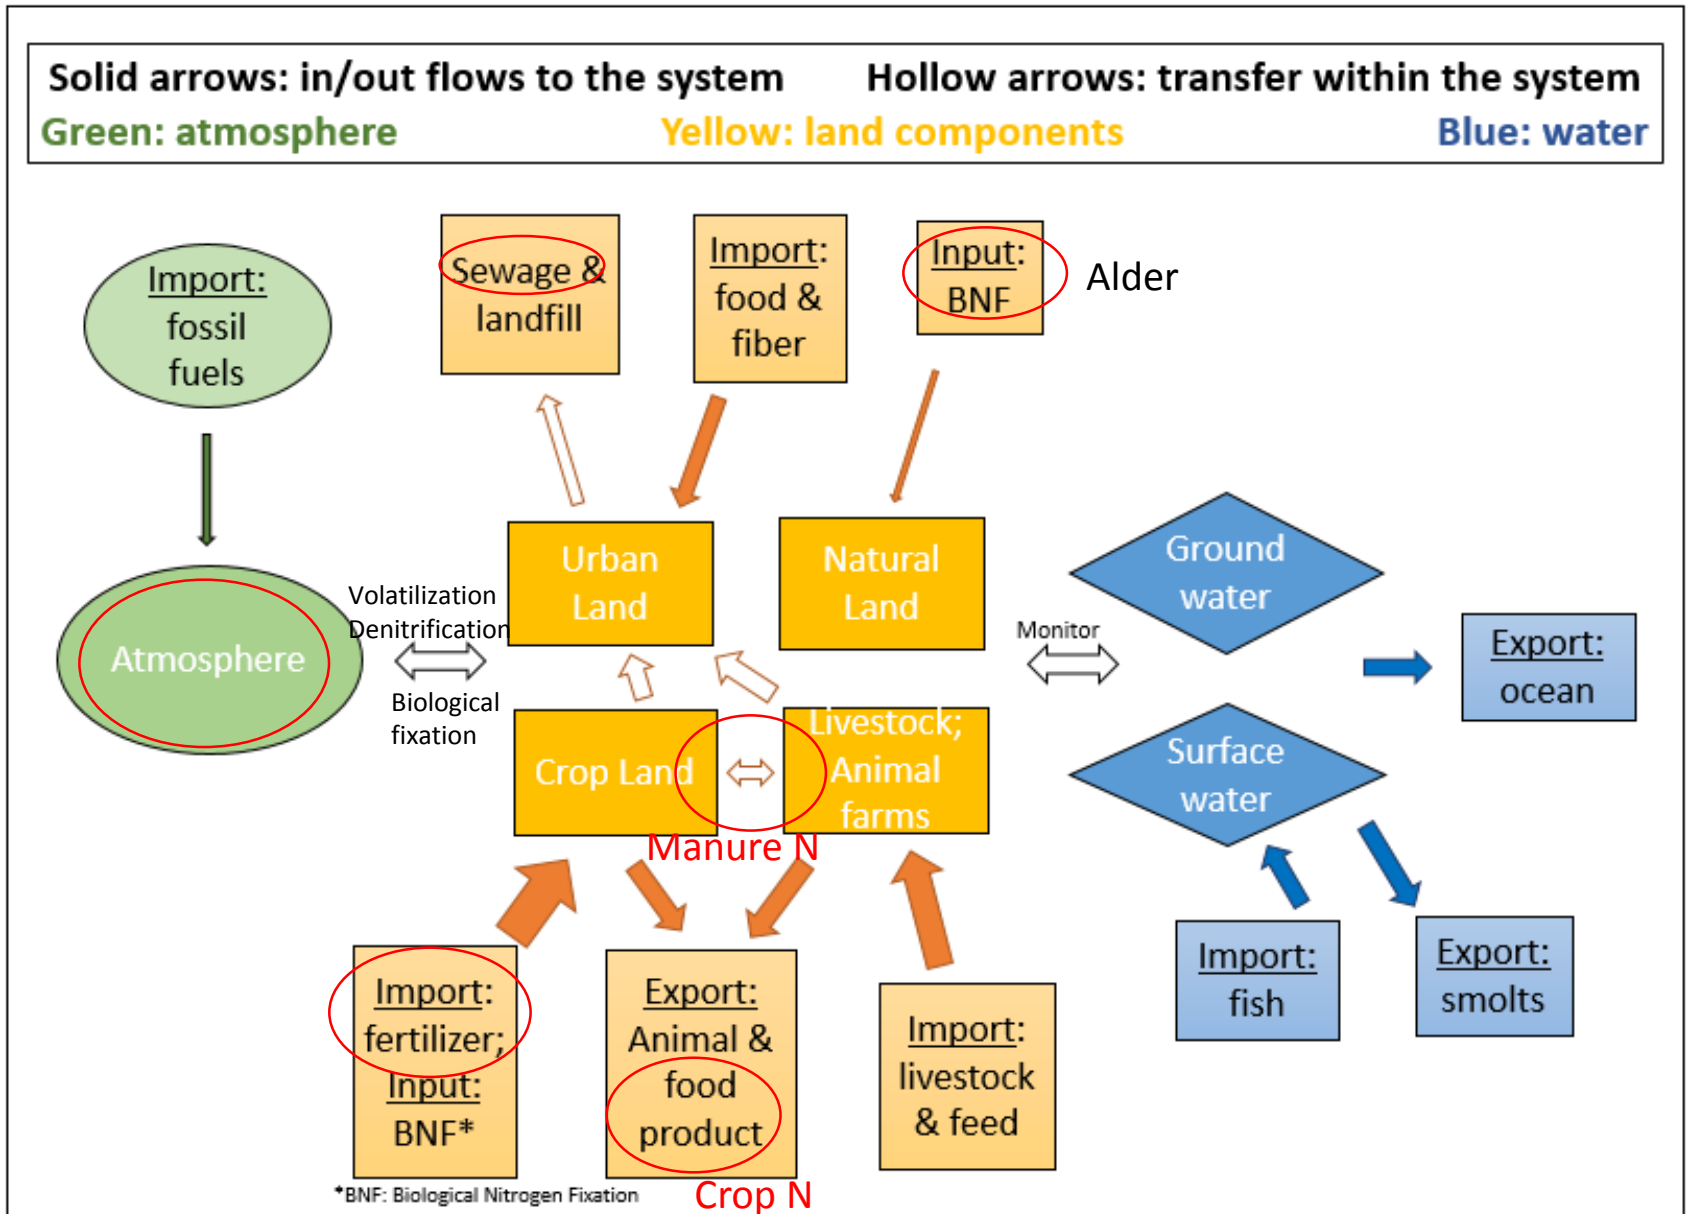 Solid arrows: in/out flows to the system Hollow arrows: transfer within the system
Green: atmosphere Yellow: land components Blue: water
Import:
fossil
fuels
Sewage &
landfill
Import:
food &
fiber
Input:
BNF
Alder
Atmosphere
Volatilization
Denitrification
Biological
fixation
Urban
Land
Natural
Land
Monitor
Ground
water
Export:
ocean
Crop Land
Livestock;
Animal
farms
Manure N
Surface
water
Import:
fertilizer;
Input:
BNF*
Export:
Animal &
food
product
Import:
livestock
& feed
Import:
fish
Export:
smolts
*BNF: Biological Nitrogen Fixation
Crop N